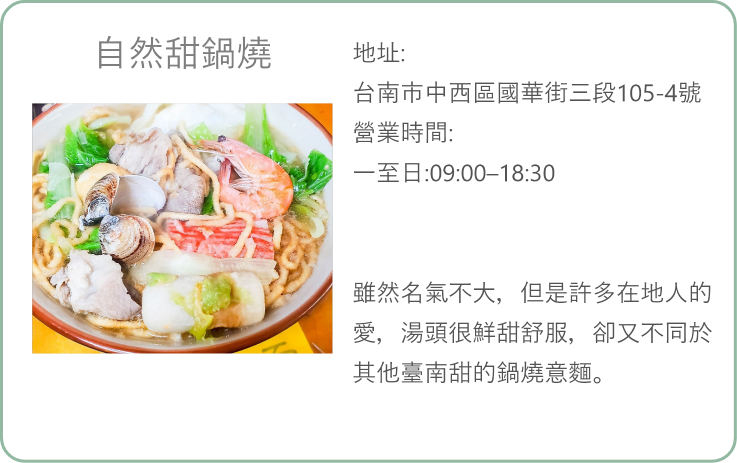 自然甜鍋燒
地址:
台南市中西區國華街三段105-4號
營業時間:
一至日:09:00–18:30
雖然名氣不大，但是許多在地人的
愛，湯頭很鮮甜舒服，卻又不同於
其他臺南甜的鍋燒意麵。